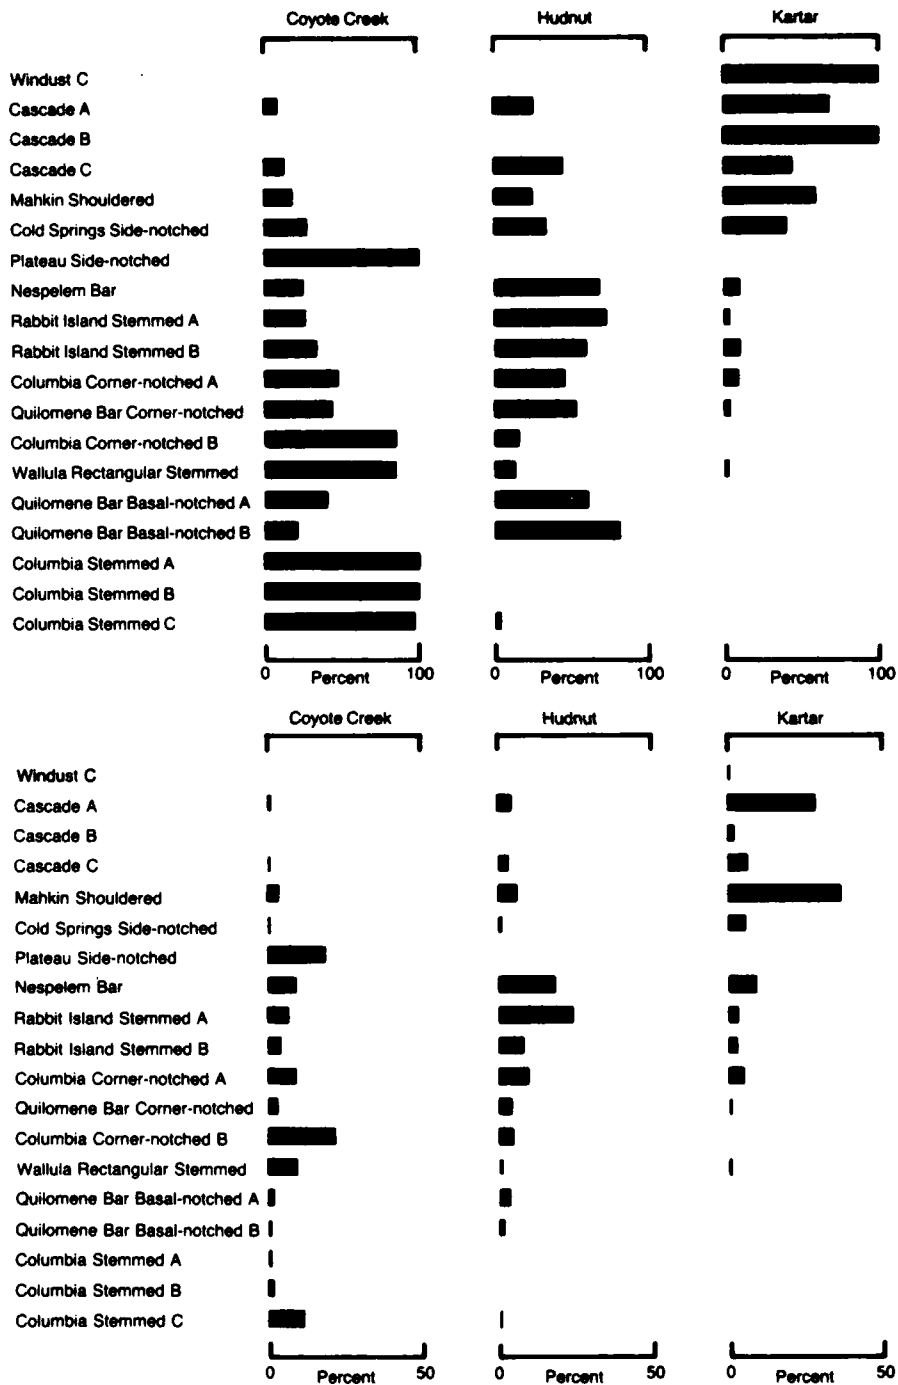 Coyote Creek Hudnut Kartar
Windust C
Cascade A
Cascade B
Cascade C
Mahkin Shouldered
Cold Springs Side-notched
Plateau Side-notched
Nespelem Bar
Rabbit Island Stemmed A
Rabbit Island Stemmed B
Columbia Corner-notched A
Quilomene Bar Corner-notched
Columbia Corner-notched B
Wallula Rectangular Stemmed
Quilomene Bar Basal-notched A
Quilomene Bar Basal-notched B
Columbia Stemmed A
Columbia Stemmed B
Columbia Stemmed C
0 Percent 100 0 Percent 100 0 Percent 100
Coyote Creek Hudnut Kartar
Windust C
Cascade A
Cascade B
Cascade C
Mahkin Shouldered
Cold Springs Side-notched
Plateau Side-notched
Nespelem Bar
Rabbit Island Stemmed A
Rabbit Island Stemmed B
Columbia Corner-notched A
Quilomene Bar Corner-notched
Columbia Corner-notched B
Wallula Rectangular Stemmed
Quilomene Bar Basal-notched A
Quilomene Bar Basal-notched B
Columbia Stemmed A
Columbia Stemmed B
Columbia Stemmed C
0 Percent 50 0 Percent 50 0 Percent 50